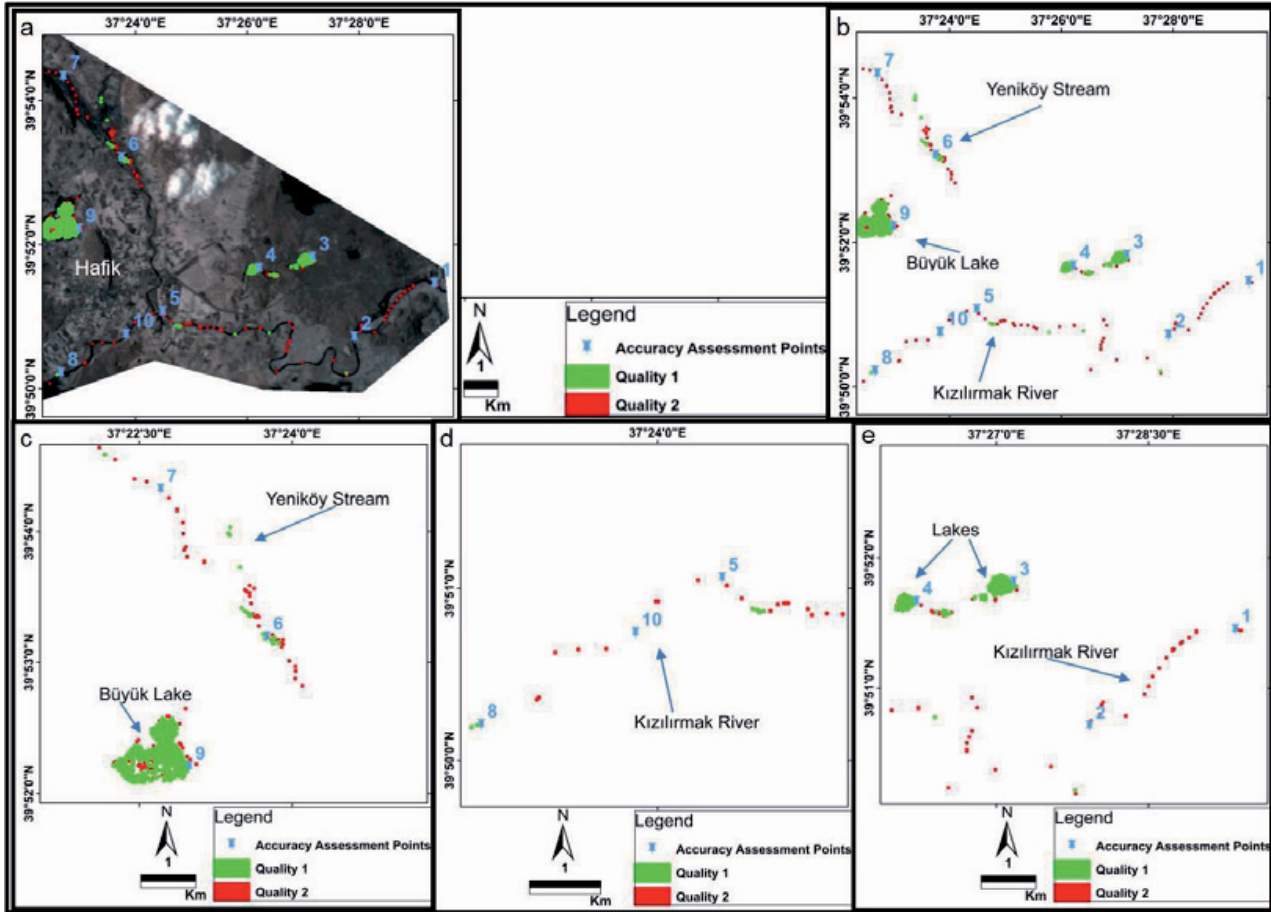 a
37°24'0"E 37°26'0"E 37°28'0"E
39°54'0"N
39°52'0"N
39°50'0"N
7
6
9
Hafik
4
3
1
5
10
2
8
N
1
Km
Legend
Accuracy Assessment Points
Quality 1
Quality 2
b
37°24'0"E 37°26'0"E 37°28'0"E
39°54'0"N
39°52'0"N
39°50'0"N
7
Yeniköy Stream
6
9
Büyük Lake
4
3
1
5
10
2
8
Kızılırmak River
c
37°22'30"E 37°24'0"E
39°54'0"N
39°53'0"N
39°52'0"N
7
Yeniköy Stream
6
Büyük Lake
9
N
1
Km
Legend
Accuracy Assessment Points
Quality 1
Quality 2
d
37°24'0"E
39°51'0"N
39°50'0"N
5
10
8
Kızılırmak River
N
1
Km
Legend
Accuracy Assessment Points
Quality 1
Quality 2
e
37°27'0"E 37°28'30"E
39°52'0"N
39°51'0"N
Lakes
4
3
1
Kızılırmak River
2
N
1
Km
Legend
Accuracy Assessment Points
Quality 1
Quality 2